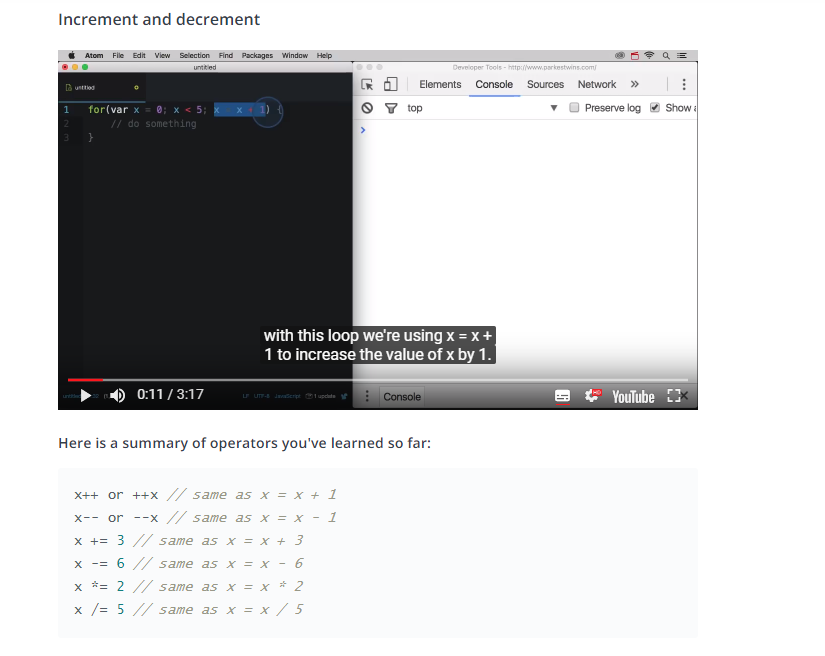 Increment and decrement
Atom File Edit View Selection Find Packages Window Help
untitled
Developer Tools - http://www.parkestwins.com/
untitled
Elements Console Sources Network »
top Preserve log Show
1 for(var x = 0; x < 5; x = x + 1) {
2 // do something
3 }
with this loop we're using x = x +
1 to increase the value of x by 1.
0:11 / 3:17
LF UTF-8 JavaScript 1 update
Console
HD
YouTube
Here is a summary of operators you've learned so far:
x++ or ++x // same as x = x + 1
x-- or --x // same as x = x - 1
x += 3 // same as x = x + 3
x -= 6 // same as x = x - 6
x *= 2 // same as x = x * 2
x /= 5 // same as x = x / 5